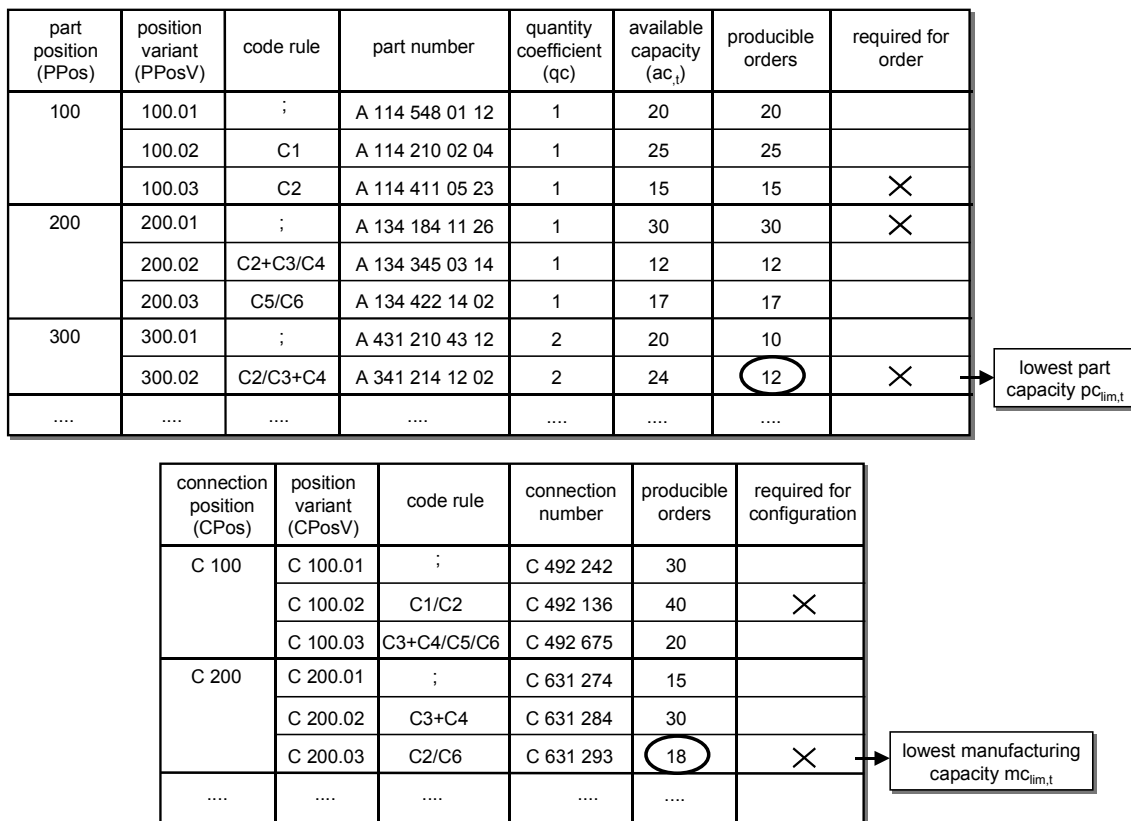 part position (PPos) position variant (PPosV) code rule part number quantity coefficient (qc) available capacity (ac,t) producible orders required for order
100 100.01 ; A 114 548 01 12 1 20 20
100.02 C1 A 114 210 02 04 1 25 25
100.03 C2 A 114 411 05 23 1 15 15 X
200 200.01 ; A 134 184 11 26 1 30 30 X
200.02 C2+C3/C4 A 134 345 03 14 1 12 12
200.03 C5/C6 A 134 422 14 02 1 17 17
300 300.01 ; A 431 210 43 12 2 20 10
300.02 C2/C3+C4 A 341 214 12 02 2 24 12 X
lowest part
capacity pclim,t
.... .... .... .... .... .... ....
connection position (CPos) position variant (CPosV) code rule connection number producible orders required for configuration
C 100 C 100.01 ; C 492 242 30
C 100.02 C1/C2 C 492 136 40 X
C 100.03 C3+C4/C5/C6 C 492 675 20
C 200 C 200.01 ; C 631 274 15
C 200.02 C3+C4 C 631 284 30
C 200.03 C2/C6 C 631 293 18 X
lowest manufacturing
capacity mclim,t
.... .... .... .... ....